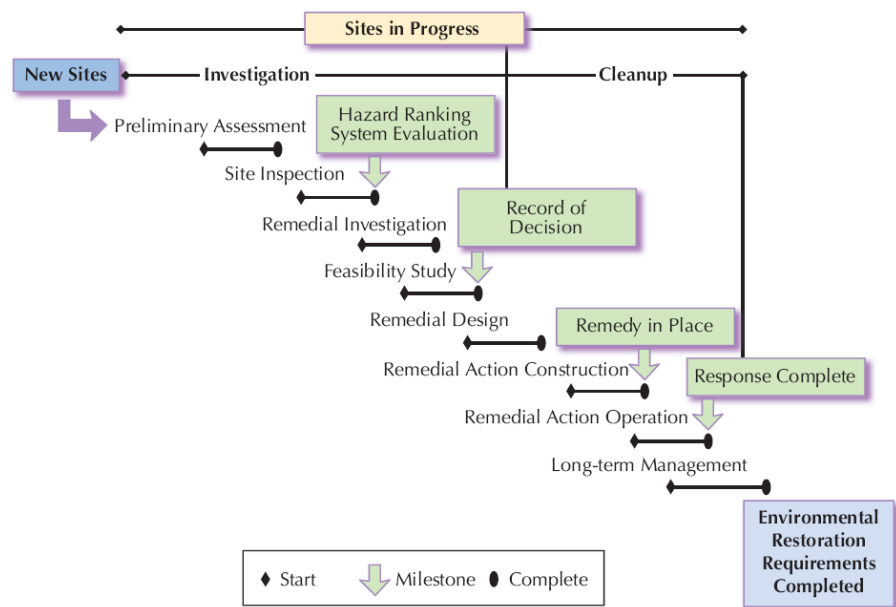 Sites in Progress
New Sites
Investigation
Cleanup
Preliminary Assessment
Hazard Ranking
System Evaluation
Site Inspection
Remedial Investigation
Record of
Decision
Feasibility Study
Remedial Design
Remedy in Place
Remedial Action Construction
Response Complete
Remedial Action Operation
Long-term Management
Environmental
Restoration
Requirements
Completed
Start
Milestone
Complete